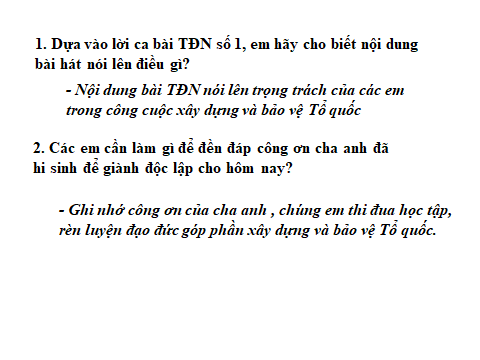 1. Dựa vào lời ca bài TĐN số 1, em hãy cho biết nội dung
bài hát nói lên điều gì?
- Nội dung bài TĐN nói lên trọng trách của các em
trong công cuộc xây dựng và bảo vệ Tổ quốc
2. Các em cần làm gì để đền đáp công ơn cha anh đã
hi sinh để giành độc lập cho hôm nay?
- Ghi nhớ công ơn của cha anh , chúng em thi đua học tập,
rèn luyện đạo đức góp phần xây dựng và bảo vệ Tổ quốc.